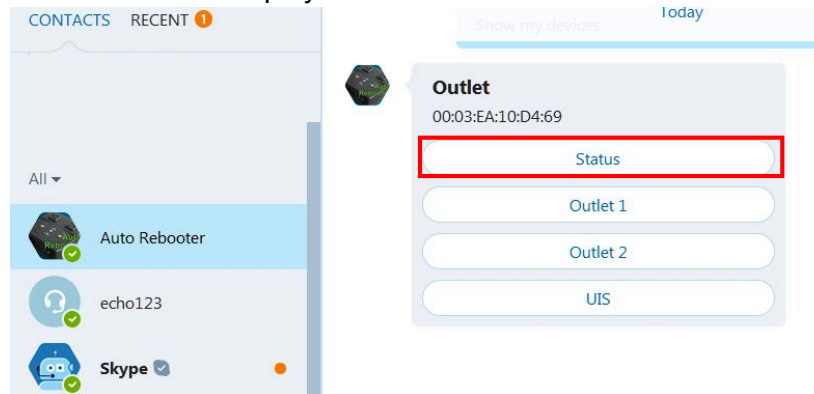 CONTACTS RECENT 1
All
Auto Rebooter
echo123
Skype
Today
Show my devices
Outlet
00:03:EA:10:D4:69
Status
Outlet 1
Outlet 2
UIS